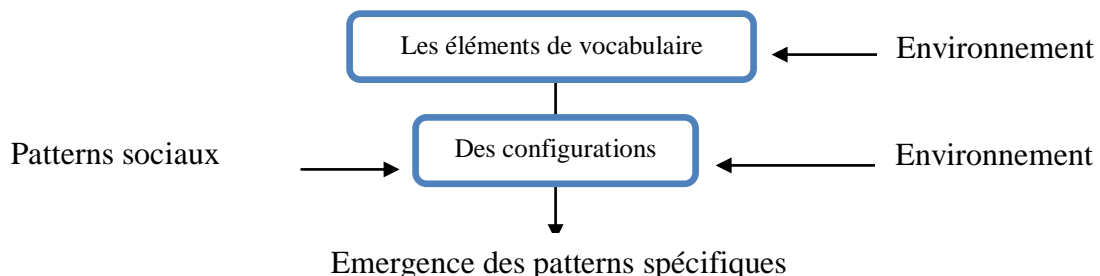 Les éléments de vocabulaire
Environnement
Patterns sociaux
Des configurations
Environnement
Emergence des patterns spécifiques